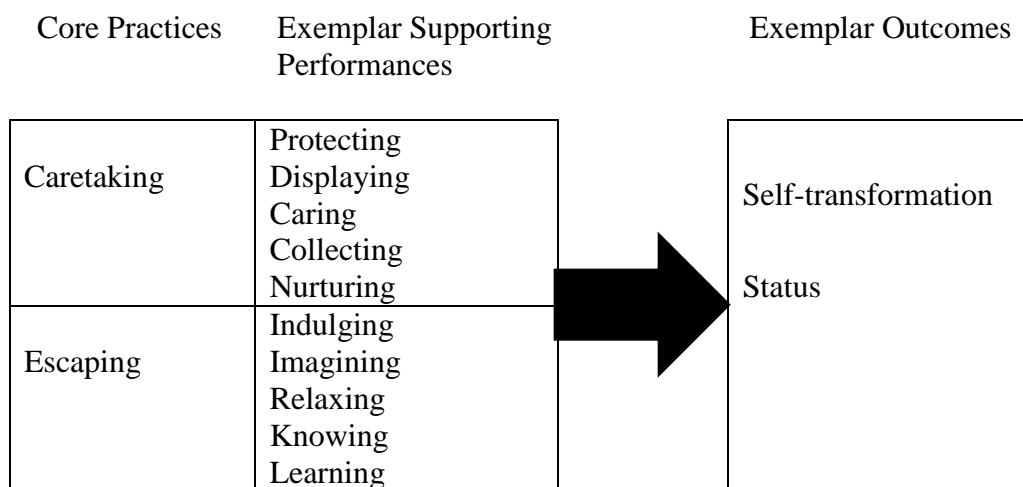 Core Practices
Exemplar Supporting
Performances
Exemplar Outcomes
Caretaking
Protecting
Displaying
Caring
Collecting
Nurturing
Escaping
Indulging
Imagining
Relaxing
Knowing
Learning
Self-transformation
Status